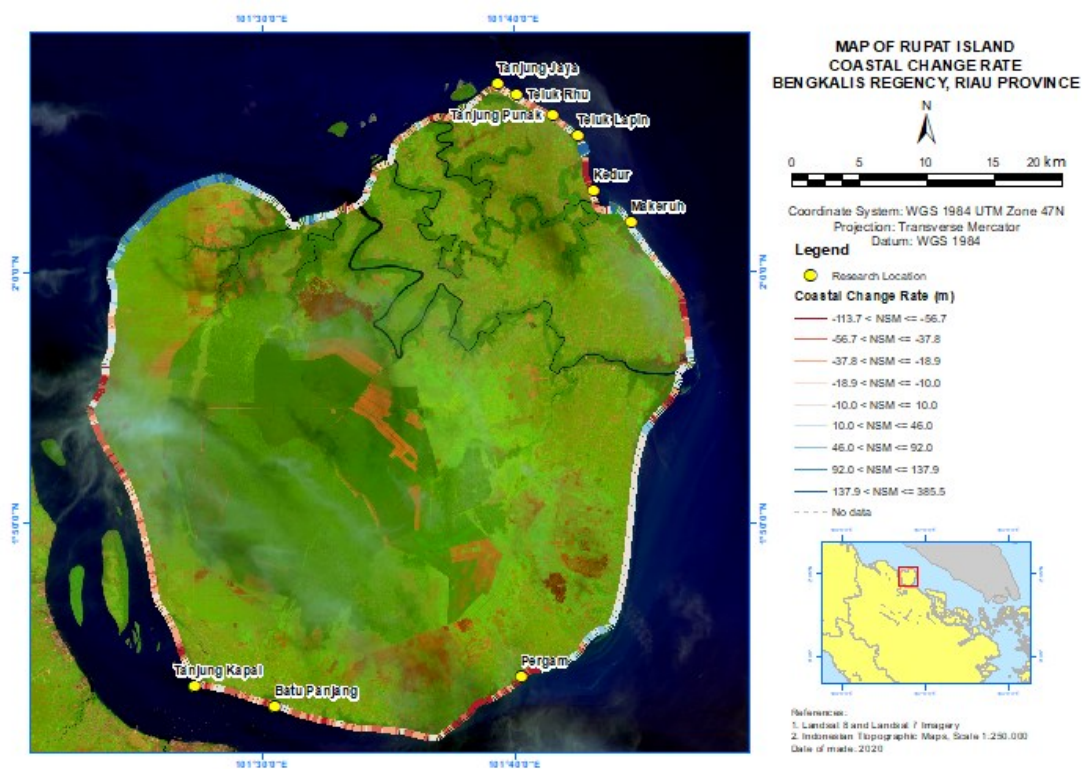 101°30'0"E 101°40'0"E
MAP OF RUPAT ISLAND
COASTAL CHANGE RATE
BENGKALIS REGENCY, RIAU PROVINCE
N
0 5 10 15 20 km
Coordinate System: WGS 1984 UTM Zone 47N
Projection: Transverse Mercator
Datum: WGS 1984
Legend
Research Location
Coastal Change Rate (m)
-113.7 < NSM <= -56.7
-56.7 < NSM <= -37.8
-37.8 < NSM <= -18.9
-18.9 < NSM <= -10.0
-10.0 < NSM <= 10.0
10.0 < NSM <= 46.0
46.0 < NSM <= 92.0
92.0 < NSM <= 137.9
137.9 < NSM <= 385.5
No data
Tanjung Jaya
Teluk Rhu
Tanjung Punak
Teluk Lapin
Kedur
Makeruh
2°0'0"N 2°0'0"N
1°50'0"N 1°50'0"N
Pergam
Tanjung Kapal
Batu Panjang
101°30'0"E 101°40'0"E
References:
1. Landsat 8 and Landsat 7 Imagery
2. Indonesian Topographic Maps, Scale 1:250.000
Date of made: 2020